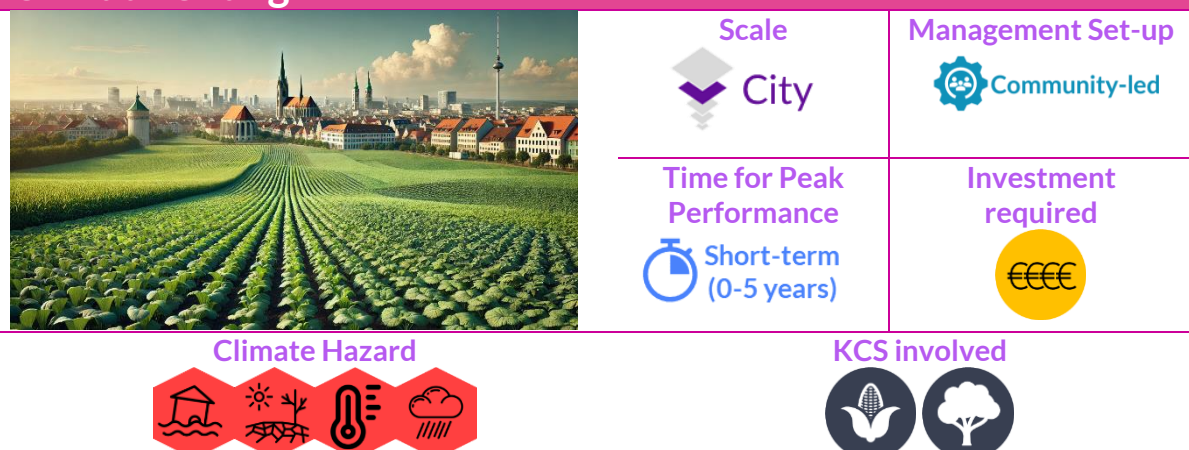 Scale
Management Set-up
City
Community-led
Time for Peak
Performance
Investment
required
Short-term
(0-5 years)
€€€€
Climate Hazard
KCS involved